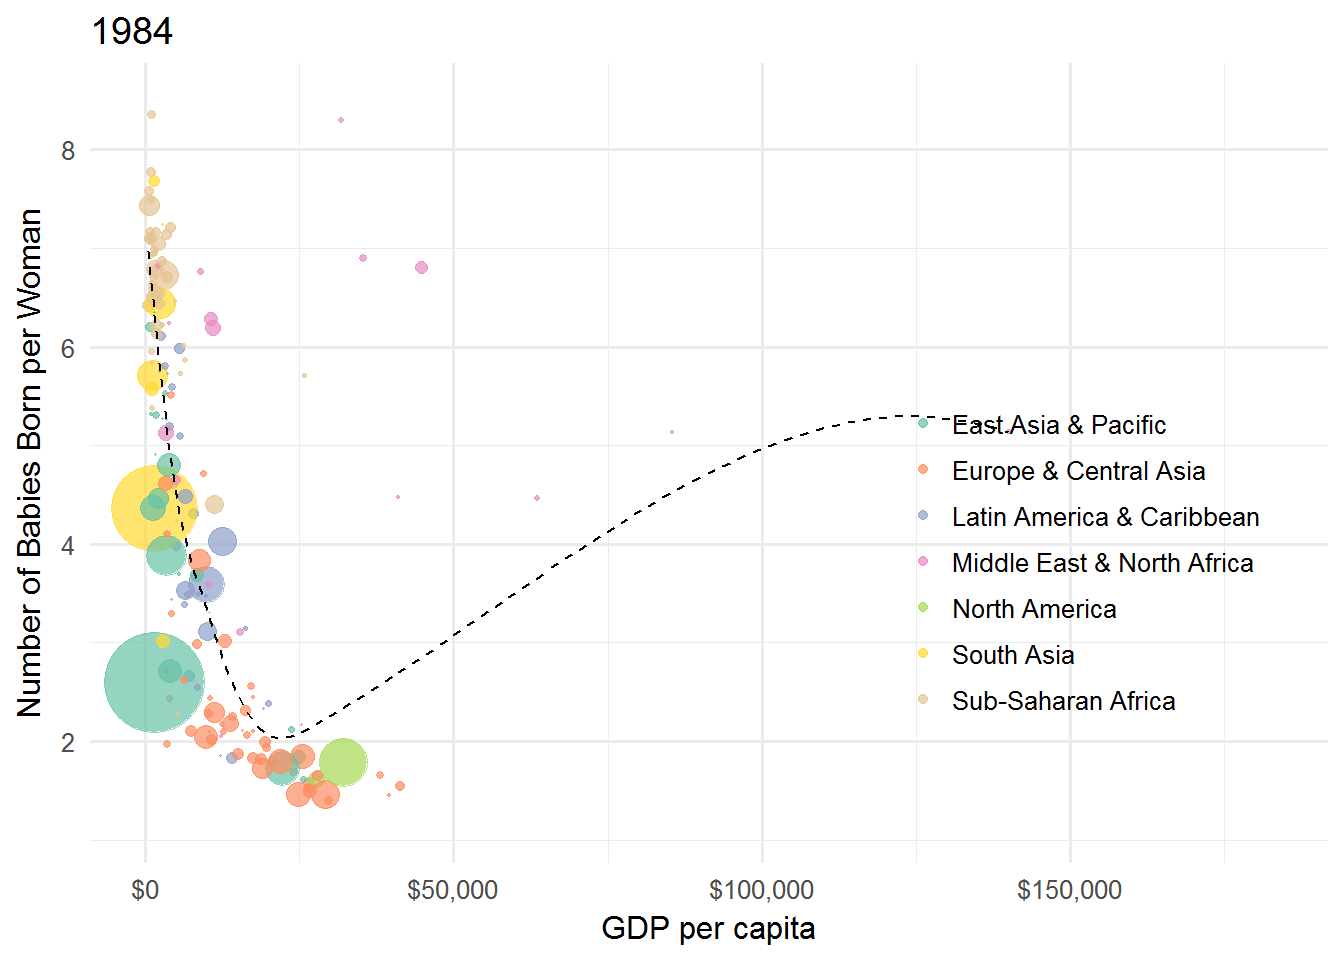 1984
Number of Babies Born per Woman
8
6
4
2
$0
$50,000
$100,000
$150,000
GDP per capita
East Asia & Pacific
Europe & Central Asia
Latin America & Caribbean
Middle East & North Africa
North America
South Asia
Sub-Saharan Africa